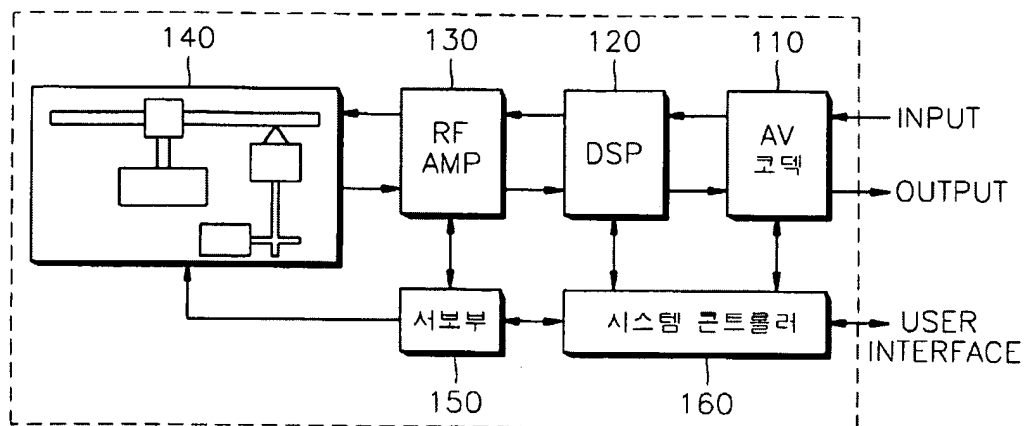 140
130
120
110
RF
AMP
DSP
AV
코덱
INPUT
OUTPUT
서보부
시스템 콘트롤러
USER
INTERFACE
150
160